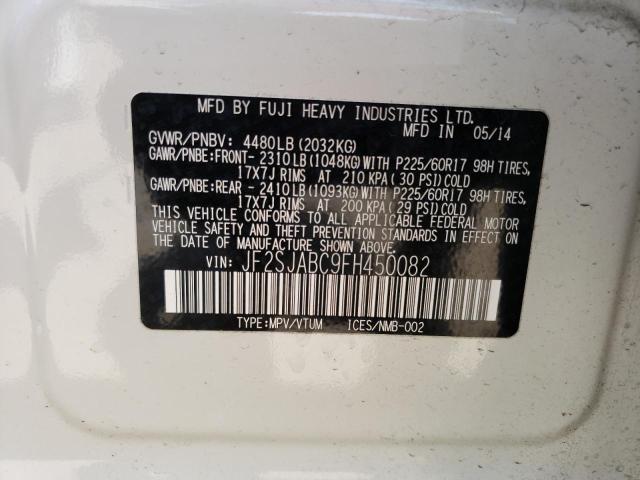 MFD BY FUJI HEAVY INDUSTRIES LTD.
MFD IN 05/14
GVWR/PNBV: 4480LB (2032KG)
GAWR/PNBE: FRONT- 2310LB (1048KG) WITH P225/60R17 98H TIRES,
17X7J RIMS AT 210 KPA (30 PSI) COLD
GAWR/PNBE: REAR - 2410LB (1093KG) WITH P225/60R17 98H TIRES,
17X7J RIMS AT 200 KPA (29 PSI) COLD
THIS VEHICLE CONFORMS TO ALL APPLICABLE FEDERAL MOTOR
VEHICLE SAFETY AND THEFT PREVENTION STANDARDS IN EFFECT
ON THE DATE OF MANUFACTURE SHOWN ABOVE.
VIN: JF2SJABC9FH450082
TYPE: MPV/VTUM ICES/NMB-002